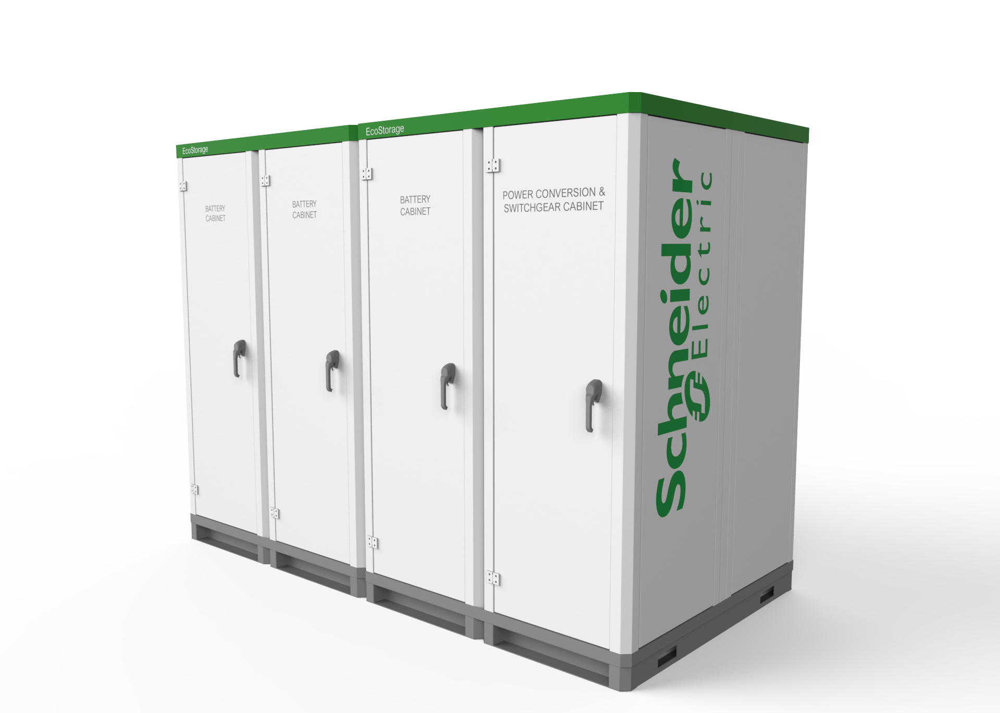 EcoStorage
EcoStorage
BATTERY
CABINET
BATTERY
CABINET
BATTERY
CABINET
POWER CONVERSION &
SWITCHGEAR CABINET
Schneider
Electric